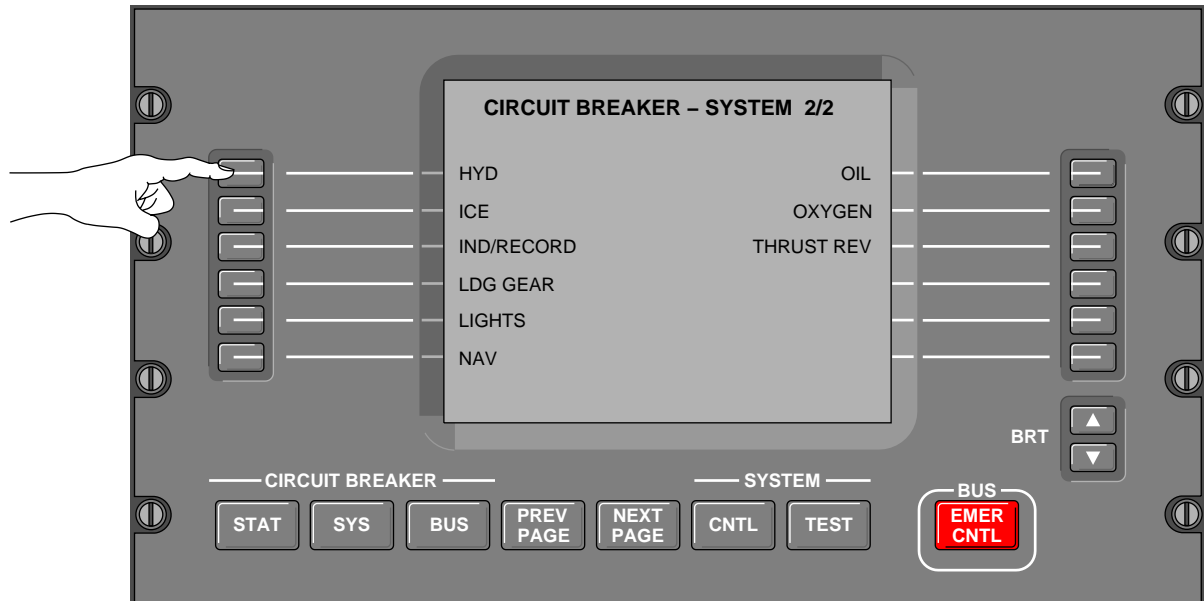 CIRCUIT BREAKER – SYSTEM 2/2
HYD OIL
ICE OXYGEN
IND/RECORD THRUST REV
LDG GEAR
LIGHTS
NAV
BRT
CIRCUIT BREAKER SYSTEM BUS
STAT SYS BUS PREV PAGE NEXT PAGE CNTL TEST EMER CNTL